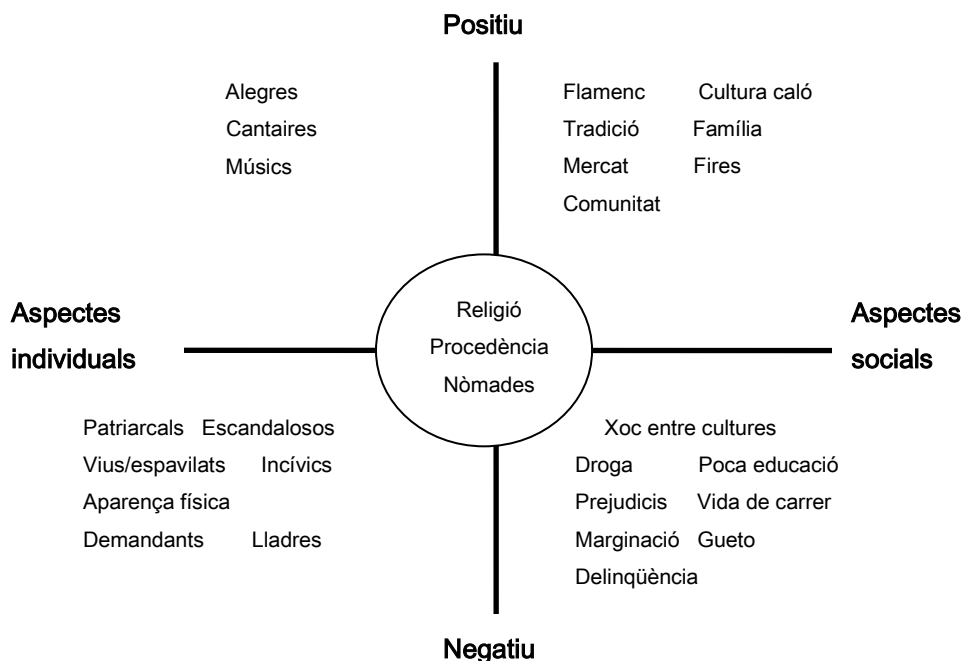 Positiu
Alegres
Cantaires
Músics
Flamenc Cultura caló
Tradició Família
Mercat Fires
Comunitat
Aspectes
individuals
Religió
Procedència
Nòmades
Aspectes
socials
Patriarcals Escandalosos
Vius/espavilats Incívics
Aparença física
Demandants Lladres
Xoc entre cultures
Droga Poca educació
Prejudicis Vida de carrer
Marginació Gueto
Delinqüència
Negatiu